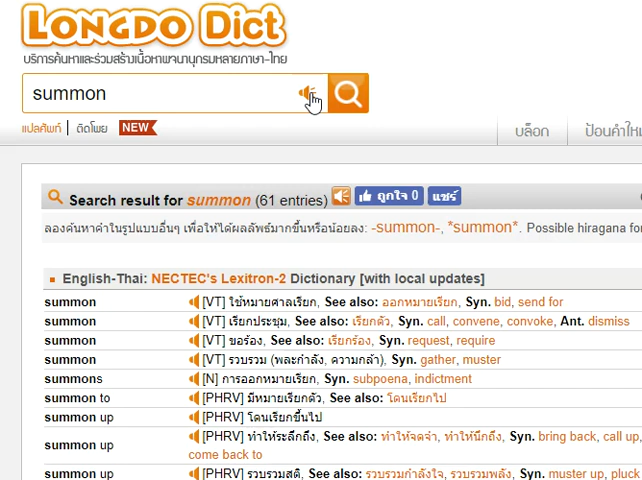 LONGDO Dict
บริการค้นหาและร่วมสร้างเนื้อหาพจนานุกรมหลายภาษา-ไทย
summon
แปลศัพท์ | ติดโพย NEW
บล็อก ป้อนคำใหม
Search result for summon (61 entries) ถูกใจ 0 แชร์
ลองค้นหาคำในรูปแบบอื่นๆ เพื่อให้ได้ผลลัพธ์มากขึ้นหรือน้อยลง: -summon-, *summon*. Possible hiragana fo
English-Thai: NECTEC's Lexitron-2 Dictionary [with local updates]
summon [VT] ใช้หมายศาลเรียก, See also: ออกหมายเรียก, Syn. bid, send for
summon [VT] เรียกประชุม, See also: เรียกตัว, Syn. call, convene, convoke, Ant. dismiss
summon [VT] ขอร้อง, See also: เรียกร้อง, Syn. request, require
summon [VT] รวบรวม (พละกำลัง, ความกล้า), Syn. gather, muster
summons [N] การออกหมายเรียก, Syn. subpoena, indictment
summon to [PHRV] มีหมายเรียกตัว, See also: โดนเรียกไป
summon up [PHRV] โดนเรียกขึ้นไป
summon up [PHRV] ทำให้ระลึกถึง, See also: ทำให้จดจำ, ทำให้นึกถึง, Syn. bring back, call up,
come back to
summon up [PHRV] รวบรวมสติ, See also: รวบรวมกำลังใจ, รวบรวมพลัง, Syn. muster up, pluck